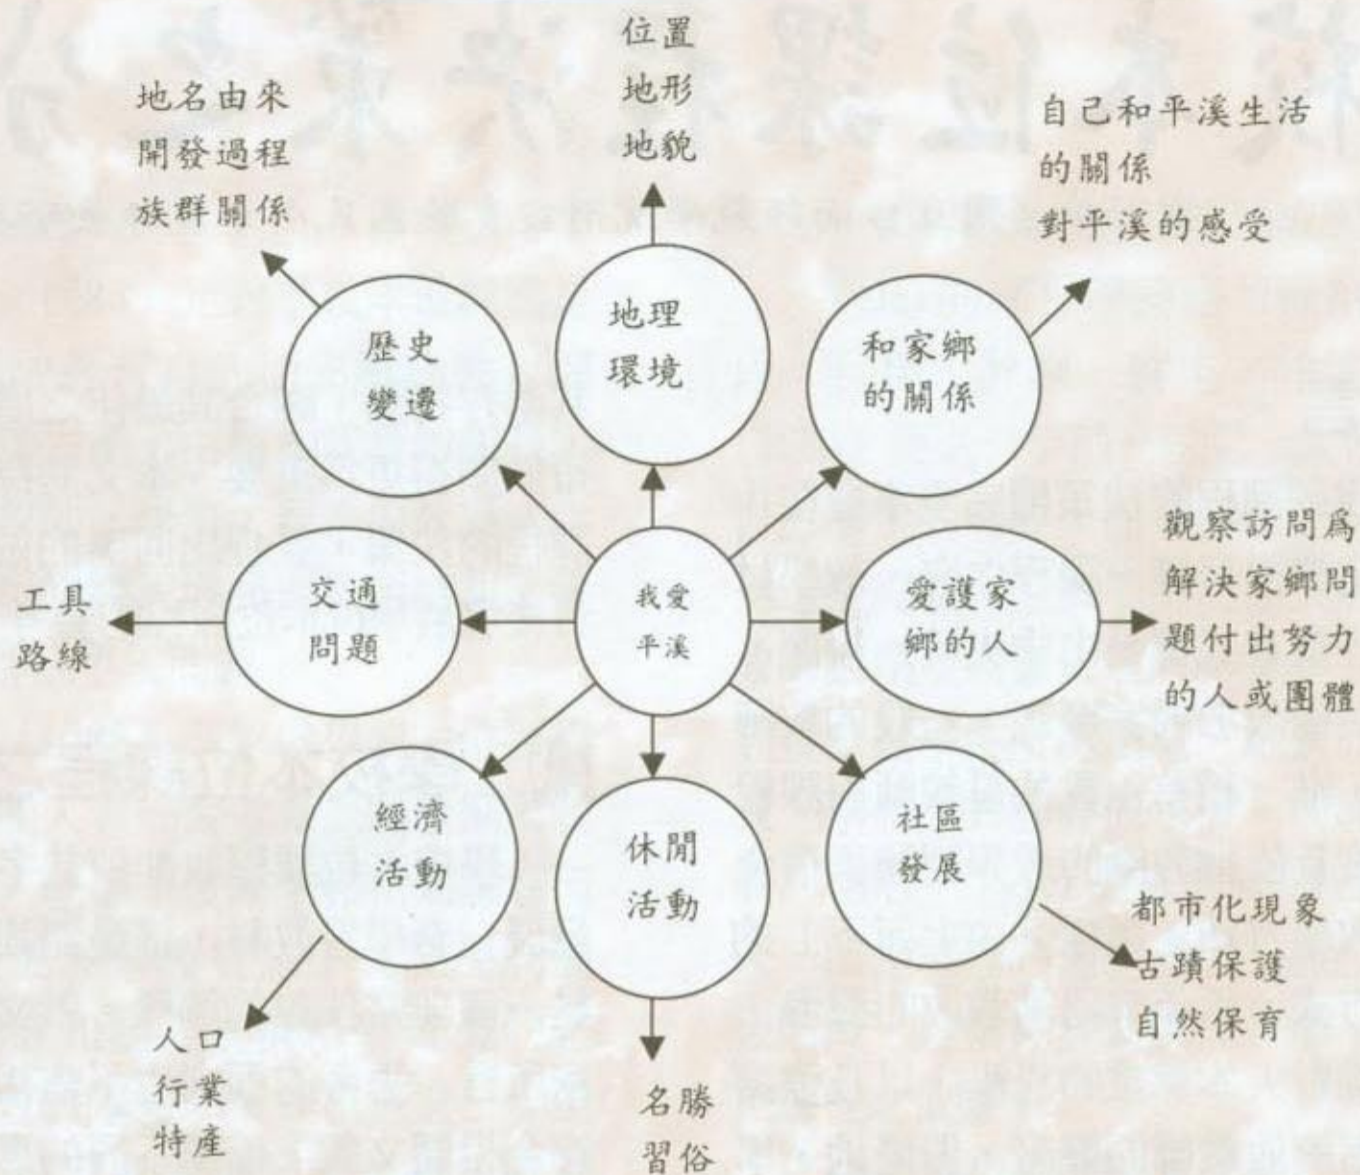 位置
地形
地貌
地名由來
開發過程
族群關係
自己和平溪生活
的關係
對平溪的感受
地理
環境
歷史
變遷
和家鄉
的關係
交通
問題
工具
路線
我愛
平溪
愛護家
鄉的人
觀察訪問爲
解決家鄉問
題付出努力
的人或團體
經濟
活動
休閒
活動
社區
發展
人口
行業
特產
名勝
習俗
都市化現象
古蹟保護
自然保育